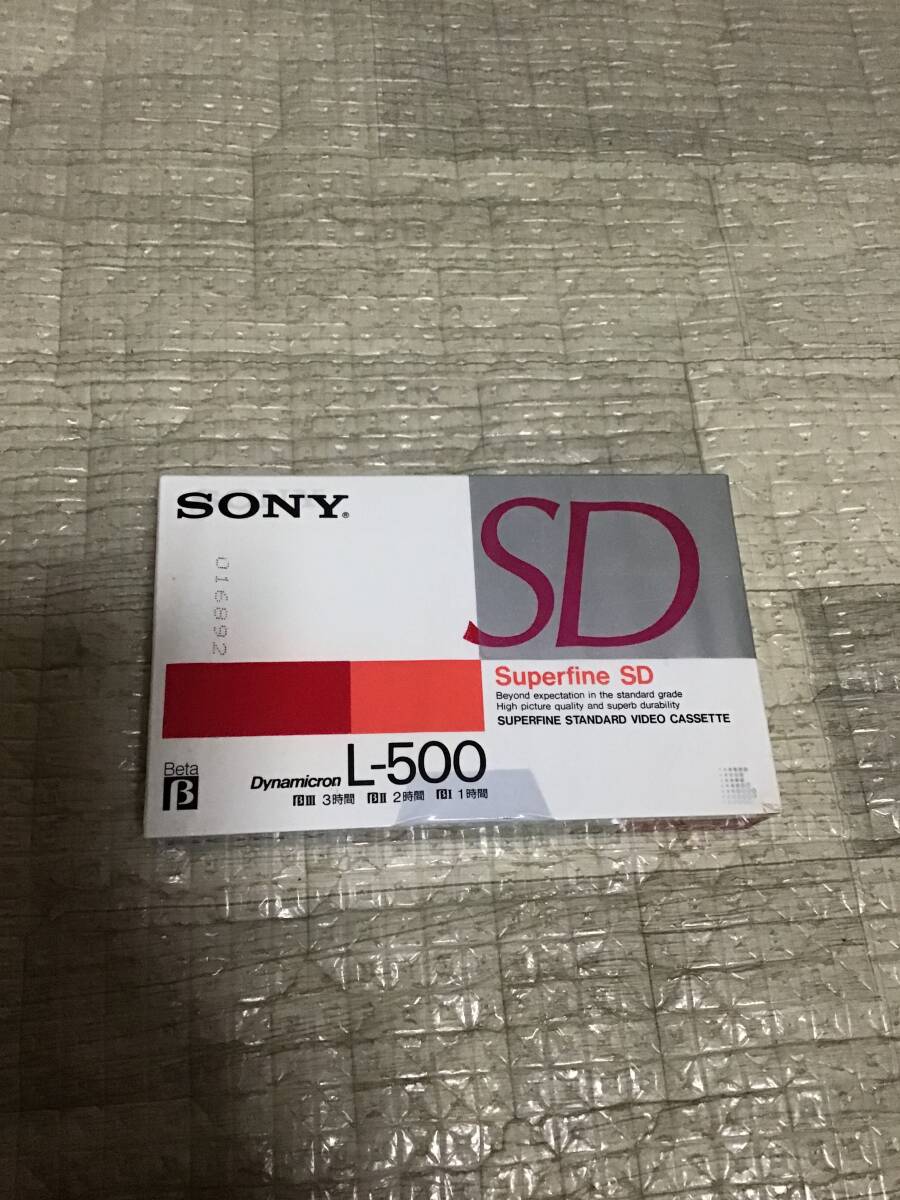 SONY®
SD
016892
Superfine SD
Beyond expectation in the standard grade
High picture quality and superb durability
SUPERFINE STANDARD VIDEO CASSETTE
Beta
β
Dynamicron L-500
βIII 3時間 βII 2時間 βI 1時間